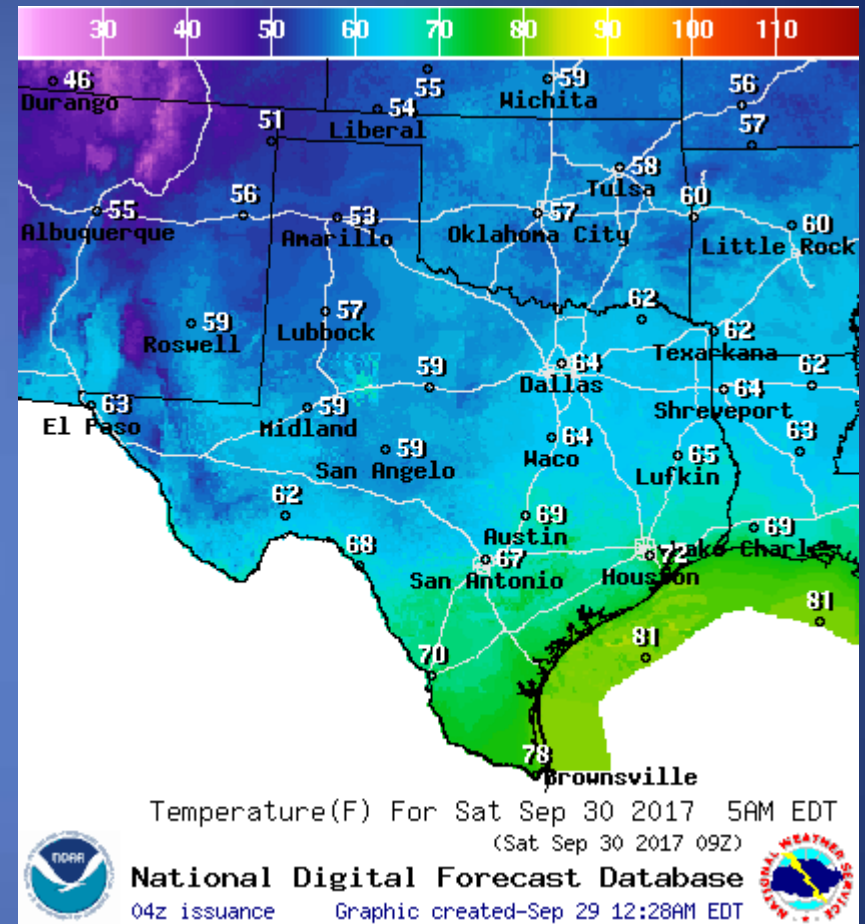 30 40 50 60 70 80 90 100 110
46
Durango
55
59
Wichita
56
54
Liberal
51
57
58
Tulsa
55
Albuquerque
56
53
Amarillo
57
Oklahoma City
60
60
Little Rock
59
Roswell
57
Lubbock
62
62
Texarkana
64
Dallas
59
64
Shreveport
62
63
El Paso
59
Midland
59
San Angelo
64
Waco
65
Lufkin
63
62
69
Austin
69
Lake Charles
68
67
San Antonio
72
Houston
81
81
70
78
Brownsville
Temperature(F) For Sat Sep 30 2017 5AM EDT
(Sat Sep 30 2017 09Z)
National Digital Forecast Database
04z issuance Graphic created-Sep 29 12:28AM EDT
NOAA
NATIONAL WEATHER SERVICE